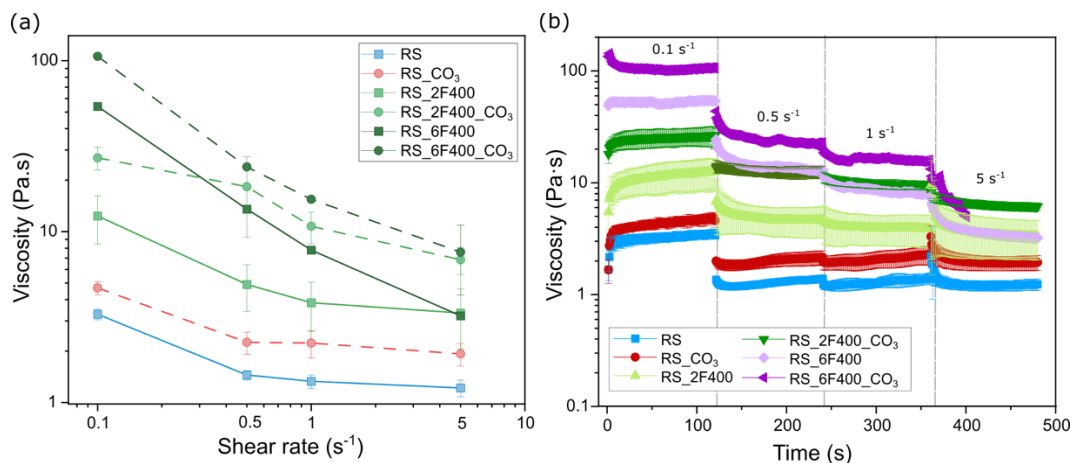 (a)
Viscosity (Pa.s)
100
10
1
0.1
0.5
1
5
10
Shear rate (s⁻¹)
RS
RS_CO₃
RS_2F400
RS_2F400_CO₃
RS_6F400
RS_6F400_CO₃
(b)
Viscosity (Pa·s)
100
10
1
0.1
0
100
200
300
400
500
Time (s)
0.1 s⁻¹
0.5 s⁻¹
1 s⁻¹
5 s⁻¹
RS
RS_CO₃
RS_2F400
RS_2F400_CO₃
RS_6F400
RS_6F400_CO₃